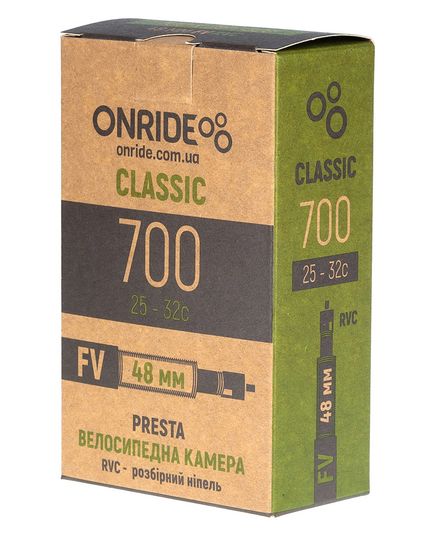 ONRIDE
onride.com.ua
CLASSIC
700
25 - 32c
FV 48 мм
PRESTA
ВЕЛОСИПЕДНА КАМЕРА
RVC - розбірний ніпель
CLASSIC
700
25 - 32c
RVC
FV 48 мм